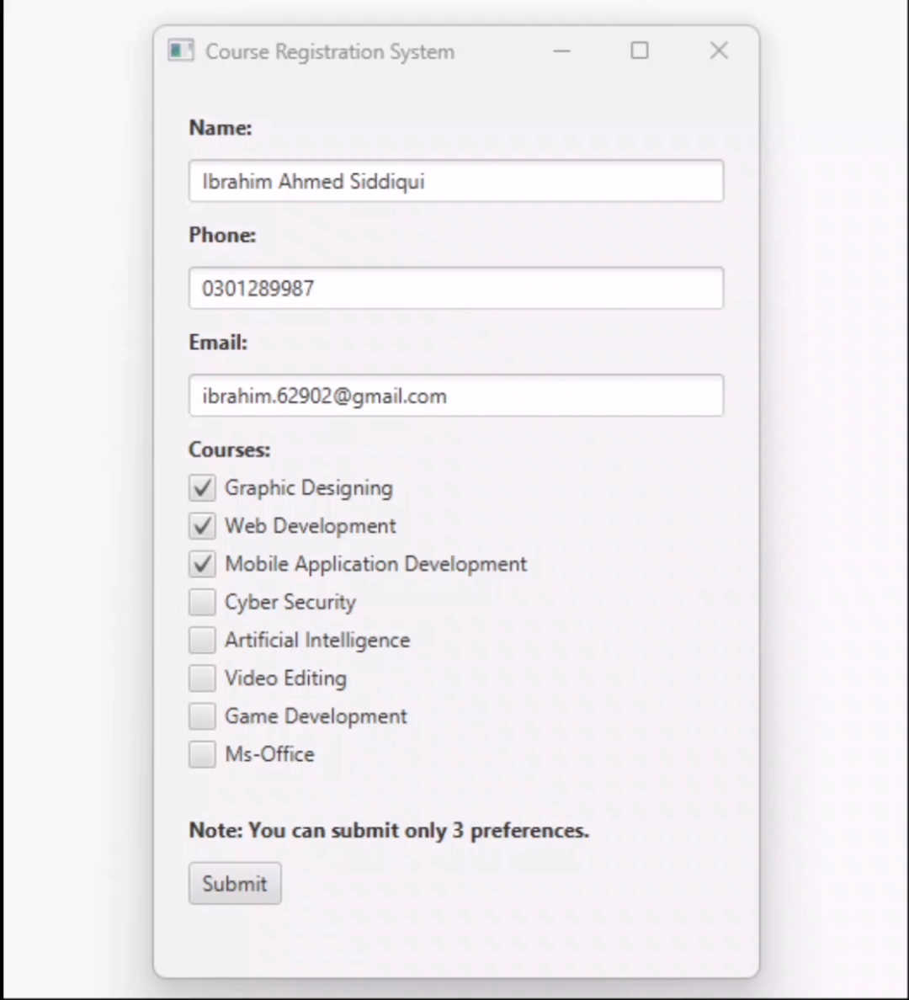 Course Registration System
Name:
Ibrahim Ahmed Siddiqui
Phone:
0301289987
Email:
ibrahim.62902@gmail.com
Courses:
Graphic Designing
Web Development
Mobile Application Development
Cyber Security
Artificial Intelligence
Video Editing
Game Development
Ms-Office
Note: You can submit only 3 preferences.
Submit